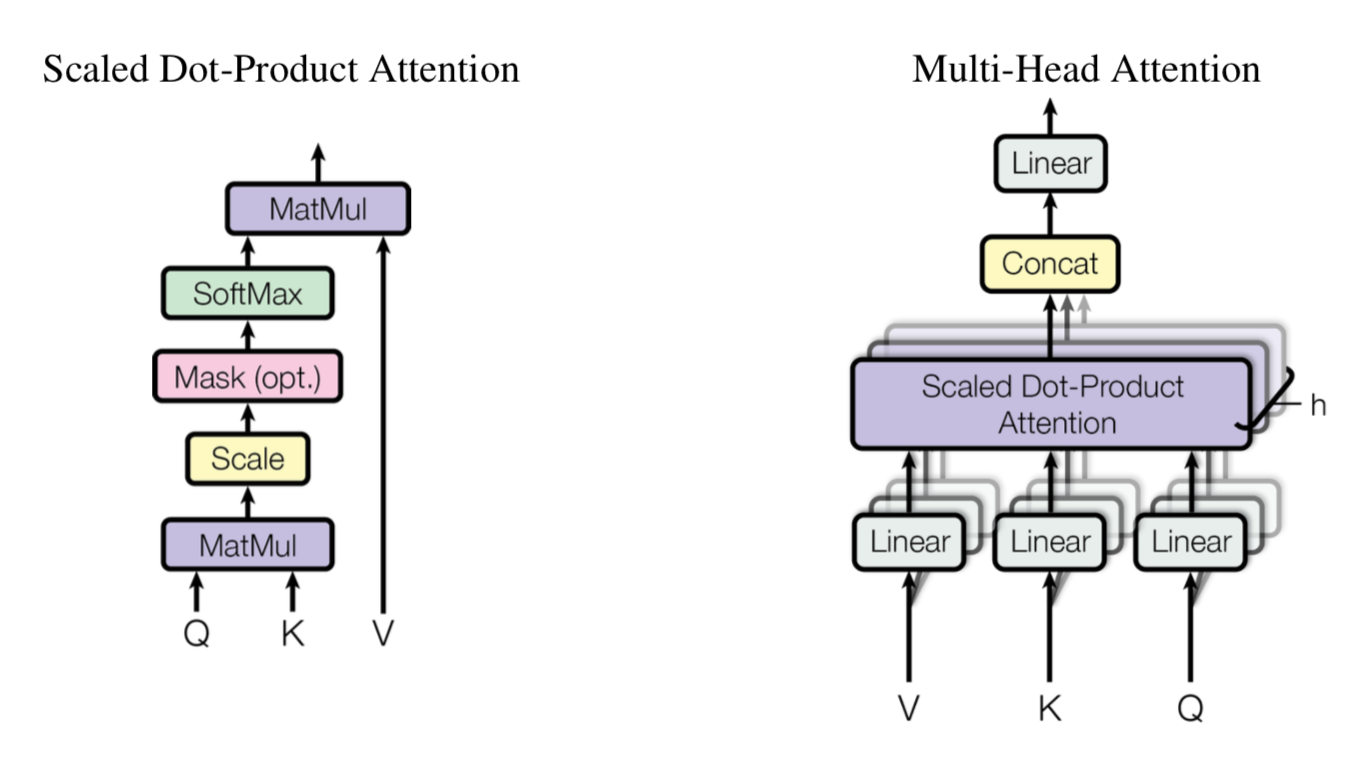 Scaled Dot-Product Attention
MatMul
SoftMax
Mask (opt.)
Scale
MatMul
Q K V
Multi-Head Attention
Linear
Concat
Scaled Dot-Product
Attention
h
Linear Linear Linear
V K Q